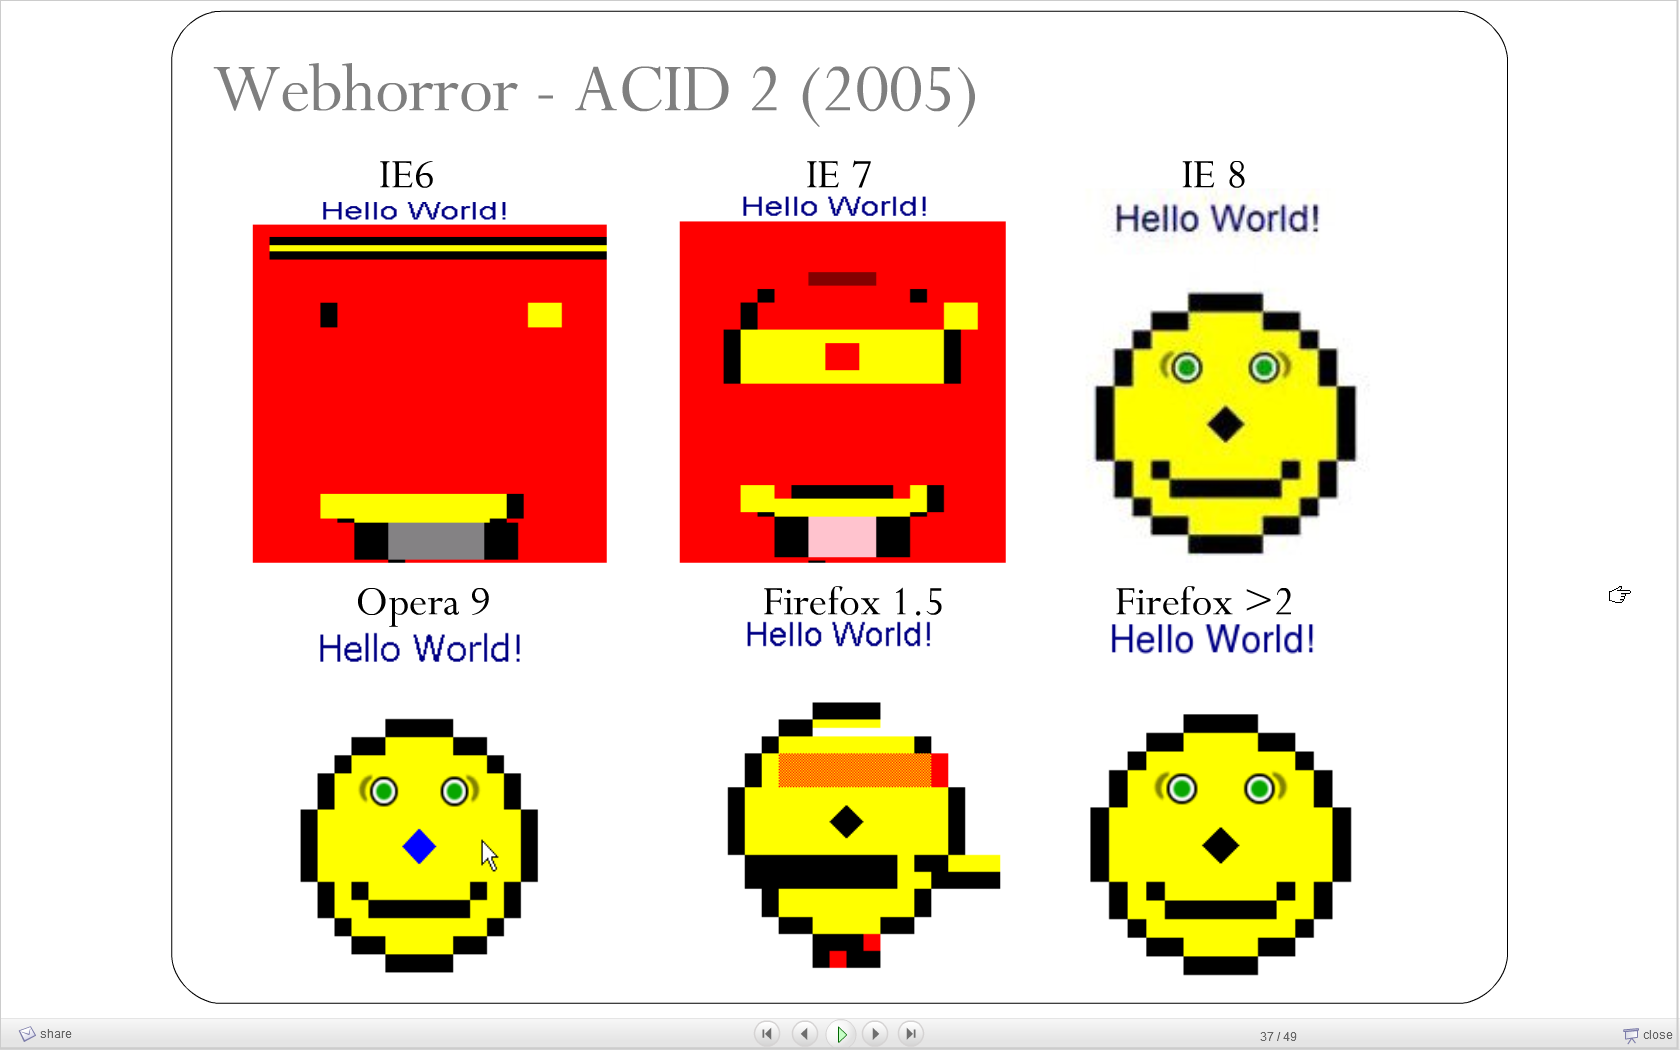 Webhorror - ACID 2 (2005)
IE6
IE 7
IE 8
Hello World!
Hello World!
Hello World!
Opera 9
Firefox 1.5
Firefox >2
Hello World!
Hello World!
Hello World!
share
37 / 49
close